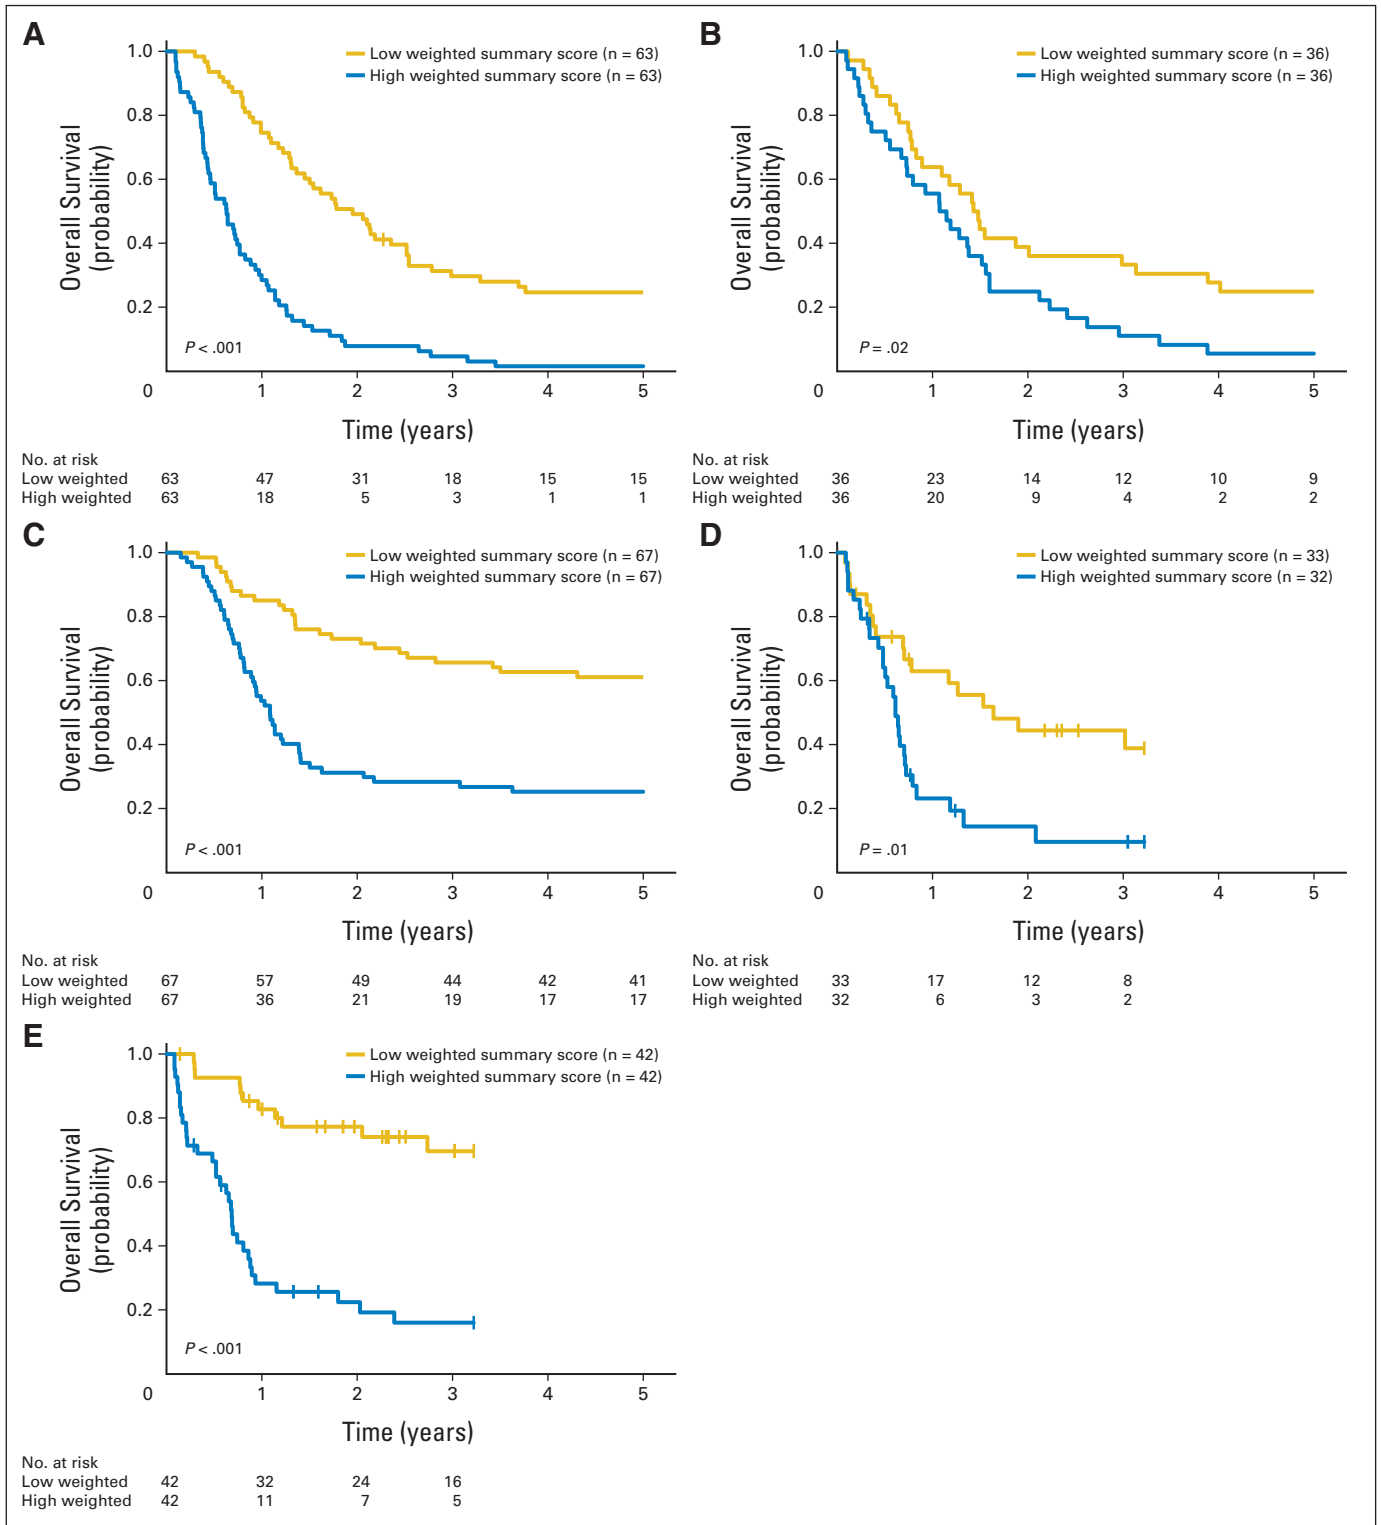 A
Low weighted summary score (n = 63)
High weighted summary score (n = 63)
Overall Survival
(probability)
1.0
0.8
0.6
0.4
0.2
P < .001
0 1 2 3 4 5
Time (years)
No. at risk
Low weighted 63 47 31 18 15 15
High weighted 63 18 5 3 1 1
B
Low weighted summary score (n = 36)
High weighted summary score (n = 36)
Overall Survival
(probability)
1.0
0.8
0.6
0.4
0.2
P = .02
0 1 2 3 4 5
Time (years)
No. at risk
Low weighted 36 23 14 12 10 9
High weighted 36 20 9 4 2 2
C
Low weighted summary score (n = 67)
High weighted summary score (n = 67)
Overall Survival
(probability)
1.0
0.8
0.6
0.4
0.2
P < .001
0 1 2 3 4 5
Time (years)
No. at risk
Low weighted 67 57 49 44 42 41
High weighted 67 36 21 19 17 17
D
Low weighted summary score (n = 33)
High weighted summary score (n = 32)
Overall Survival
(probability)
1.0
0.8
0.6
0.4
0.2
P = .01
0 1 2 3 4 5
Time (years)
No. at risk
Low weighted 33 17 12 8
High weighted 32 6 3 2
E
Low weighted summary score (n = 42)
High weighted summary score (n = 42)
Overall Survival
(probability)
1.0
0.8
0.6
0.4
0.2
P < .001
0 1 2 3 4 5
Time (years)
No. at risk
Low weighted 42 32 24 16
High weighted 42 11 7 5